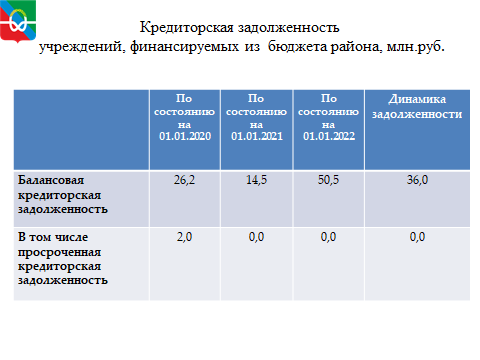 Кредиторская задолженность
учреждений, финансируемых из бюджета района, млн.руб.
По состоянию на 01.01.2020
По состоянию на 01.01.2021
По состоянию на 01.01.2022
Динамика задолженности
Балансовая кредиторская задолженность
26,2
14,5
50,5
36,0
В том числе просроченная кредиторская задолженность
2,0
0,0
0,0
0,0